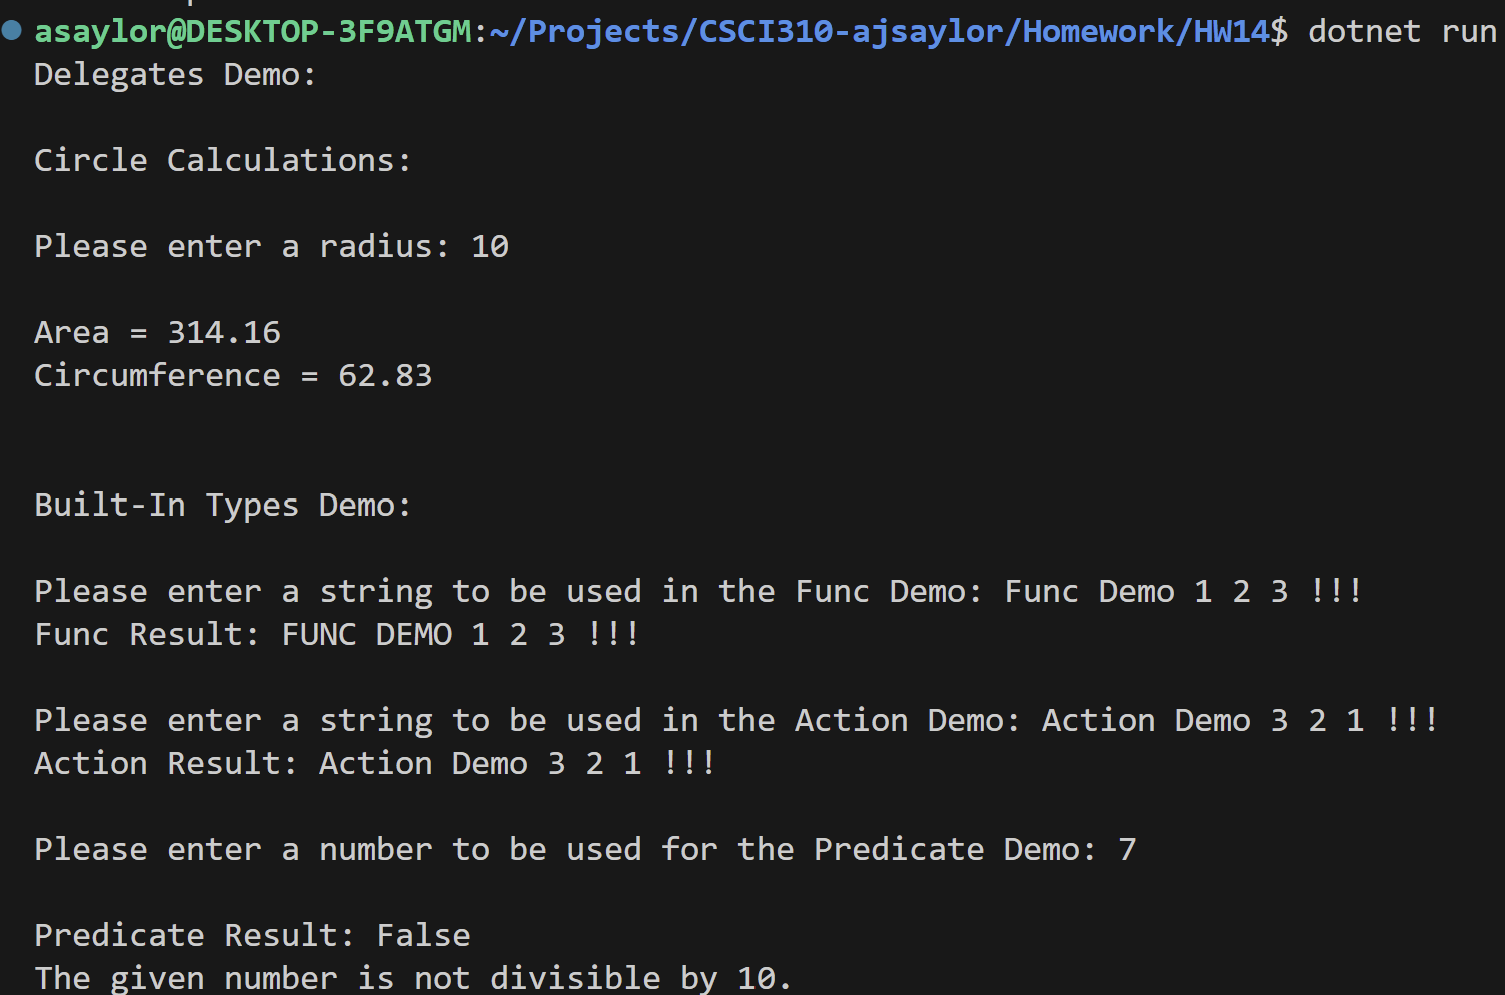 asaylor@DESKTOP-3F9ATGM:~/Projects/CSCI310-ajsaylor/Homework/HW14$ dotnet run
Delegates Demo:
Circle Calculations:
Please enter a radius: 10
Area = 314.16
Circumference = 62.83
Built-In Types Demo:
Please enter a string to be used in the Func Demo: Func Demo 1 2 3 !!!
Func Result: FUNC DEMO 1 2 3 !!!
Please enter a string to be used in the Action Demo: Action Demo 3 2 1 !!!
Action Result: Action Demo 3 2 1 !!!
Please enter a number to be used for the Predicate Demo: 7
Predicate Result: False
The given number is not divisible by 10.